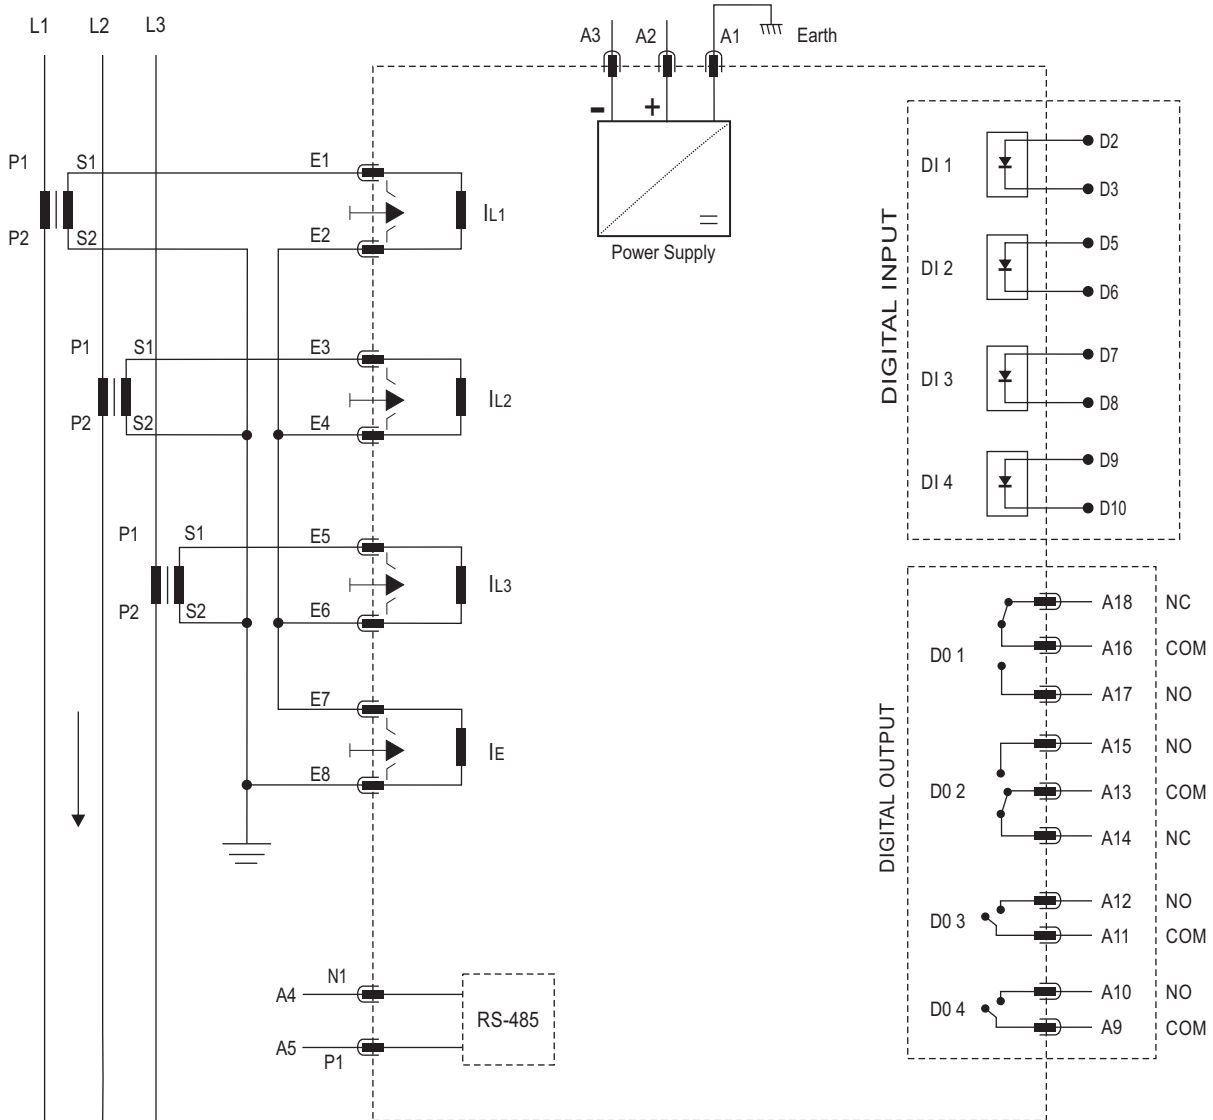 L1 L2 L3
A3 A2 A1 Earth
- +
Power Supply
P1 S1 E1
IL1
P2 S2 E2
P1 S1 E3
IL2
P2 S2 E4
P1 S1 E5
IL3
P2 S2 E6
E7
IE
E8
N1
A4
RS-485
A5
P1
DIGITAL INPUT
DI 1 D2
D3
DI 2 D5
D6
DI 3 D7
D8
DI 4 D9
D10
DIGITAL OUTPUT
D0 1
A18 NC
A16 COM
A17 NO
D0 2
A15 NO
A13 COM
A14 NC
D0 3
A12 NO
A11 COM
D0 4
A10 NO
A9 COM